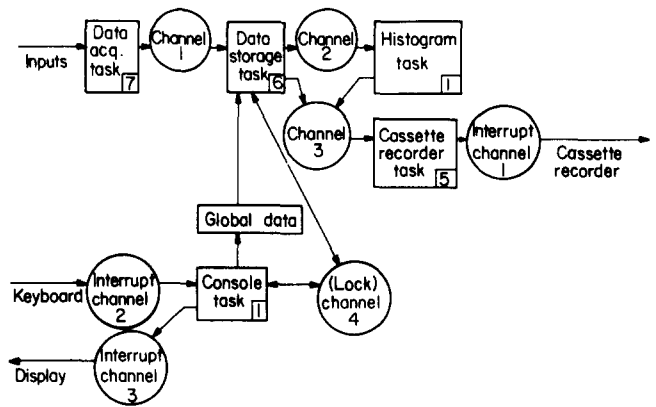 Inputs
Data
acq.
task
7
Channel
1
Data
storage
task
6
Channel
2
Histogram
task
1
Channel
3
Cassette
recorder
task
5
Interrupt
channel
1
Cassette
recorder
Global data
Keyboard
Interrupt
channel
2
Console
task
1
(Lock)
channel
4
Display
Interrupt
channel
3